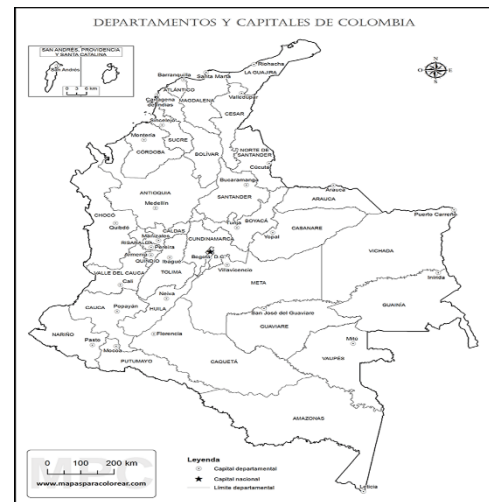 DEPARTAMENTOS Y CAPITALES DE COLOMBIA
SAN ANDRÉS, PROVIDENCIA
Y SANTA CATALINA
San Andrés
0 3 6 km
N
O
E
S
Riohacha
Barranquilla
Santa Marta
LA GUAJIRA
ATLÁNTICO
Valledupar
Cartagena
de Indias
MAGDALENA
CESAR
Sincelejo
Montería
SUCRE
NORTE DE
SANTANDER
CÓRDOBA
BOLÍVAR
Cúcuta
Bucaramanga
ANTIOQUIA
SANTANDER
Arauca
Medellín
ARAUCA
Puerto Carreño
CHOCÓ
BOYACÁ
Tunja
CASANARE
Quibdó
CALDAS
Yopal
Manizales
CUNDINAMARCA
VICHADA
RISARALDA
Pereira
Bogotá D.C.
Armenia
QUINDÍO
Ibagué
Villavicencio
Inírida
VALLE DEL CAUCA
TOLIMA
META
Cali
Neiva
GUAINÍA
CAUCA
Popayán
HUILA
San José del Guaviare
GUAVIARE
NARIÑO
Florencia
Mitú
Pasto
Mocoa
VAUPÉS
PUTUMAYO
CAQUETÁ
AMAZONAS
Leticia
0 100 200 km
MPC
www.mapasparacolorear.com
Leyenda
Capital departamental
Capital nacional
Límite departamental